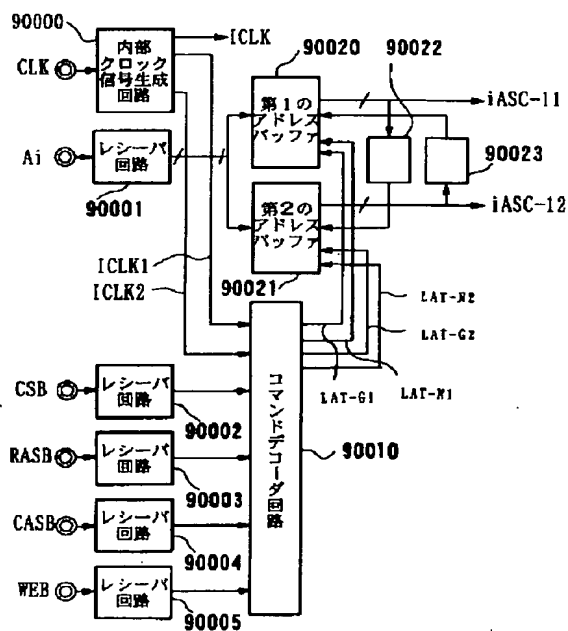 90000
CLK
内部
クロック
信号生成
回路
ICLK
90020
90022
第1の
アドレス
バッファ
iASC-11
Ai
レシーバ
回路
90001
90023
第2の
アドレス
バッファ
iASC-12
90021
ICLK1
ICLK2
LAT-N2
LAT-G2
LAT-G1
LAT-N1
コマンドデコーダ回路
90010
CSB
レシーバ
回路
90002
RASB
レシーバ
回路
90003
CASB
レシーバ
回路
90004
WEB
レシーバ
回路
90005